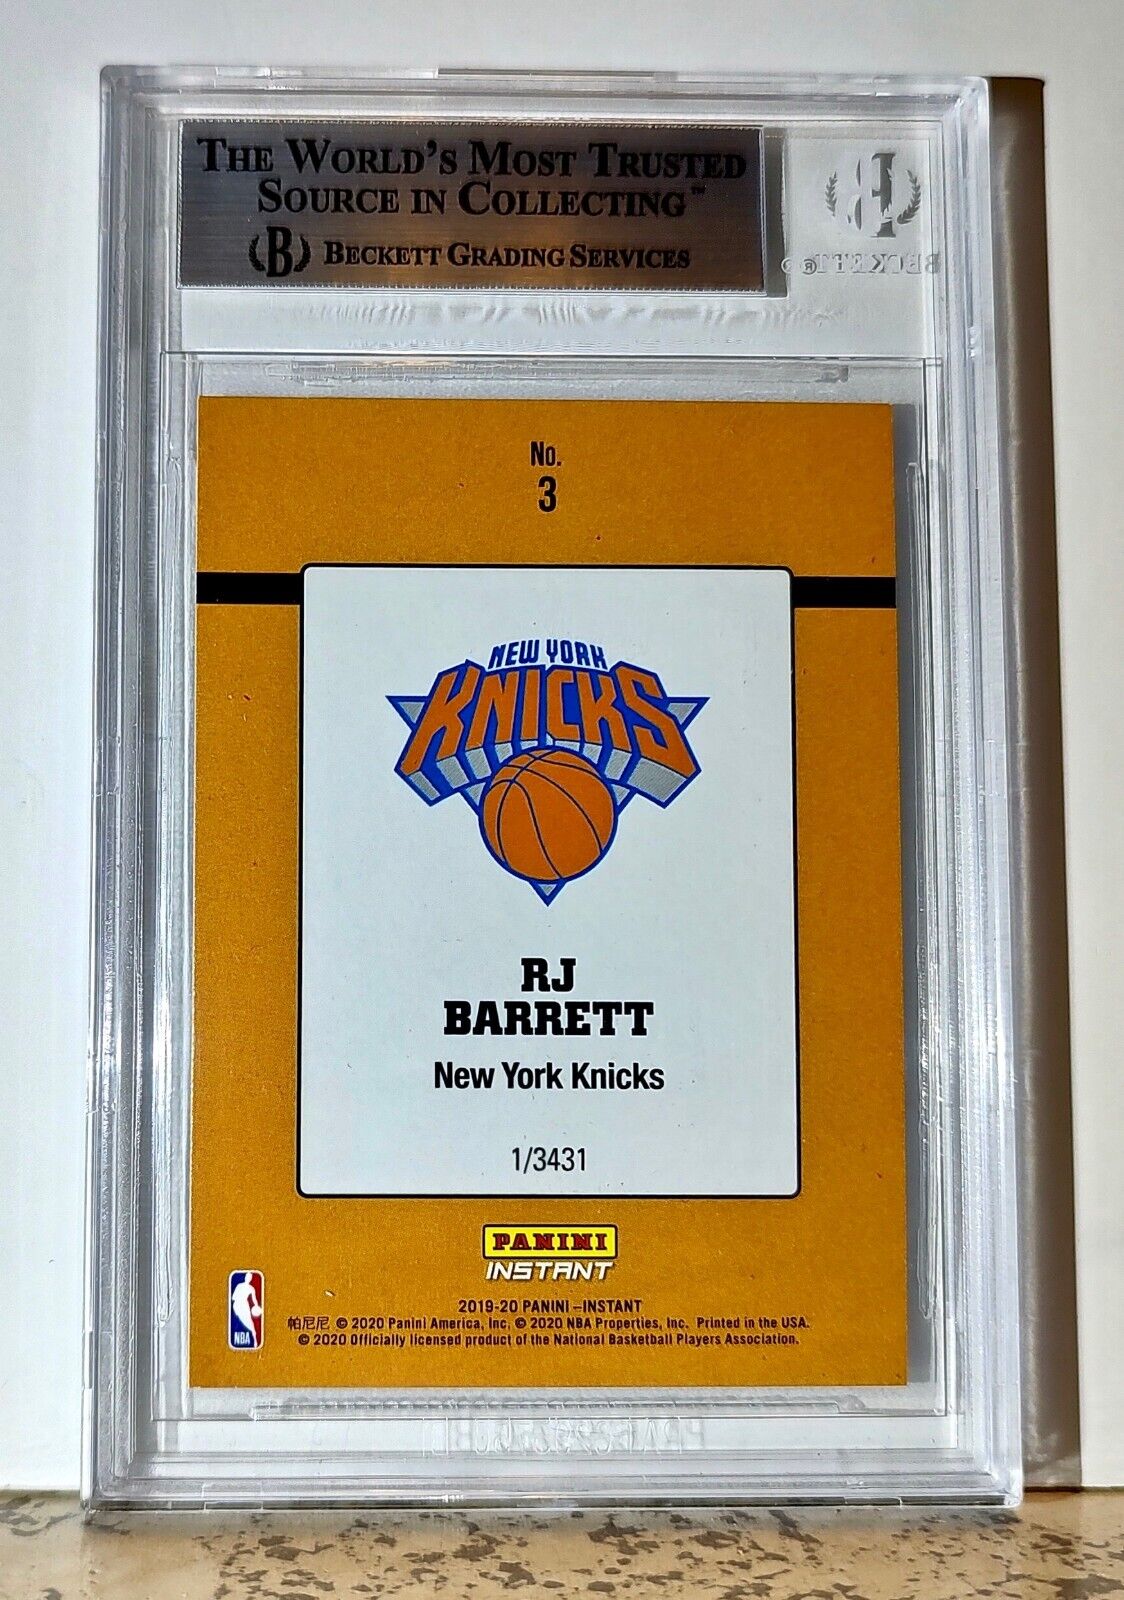 THE WORLD'S MOST TRUSTED
SOURCE IN COLLECTING™
B BECKETT GRADING SERVICES
B
BECKETT®
No.
3
NEW YORK
KNICKS
RJ
BARRETT
New York Knicks
1/3431
PANINI
INSTANT
NBA
2019-20 PANINI –INSTANT
帕尼尼 © 2020 Panini America, Inc. © 2020 NBA Properties, Inc. Printed in the USA.
© 2020 Officially licensed product of the National Basketball Players Association.